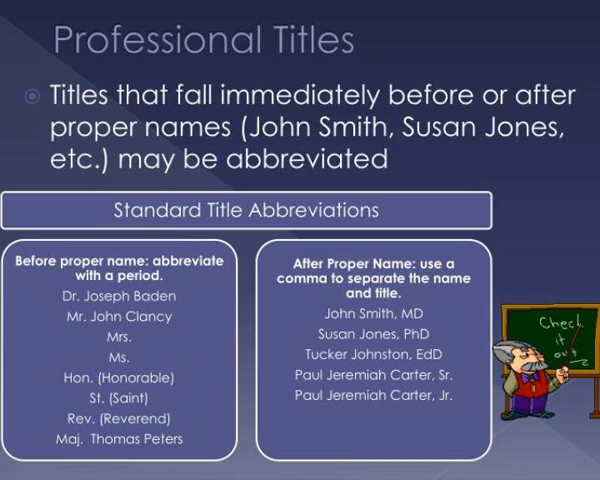 Professional Titles
Titles that fall immediately before or after
proper names (John Smith, Susan Jones,
etc.) may be abbreviated
Standard Title Abbreviations
Before proper name: abbreviate
with a period.
Dr. Joseph Baden
Mr. John Clancy
Mrs.
Ms.
Hon. (Honorable)
St. (Saint)
Rev. (Reverend)
Maj. Thomas Peters
After Proper Name: use a
comma to separate the name
and title.
John Smith, MD
Susan Jones, PhD
Tucker Johnston, EdD
Paul Jeremiah Carter, Sr.
Paul Jeremiah Carter, Jr.
Check
it
out